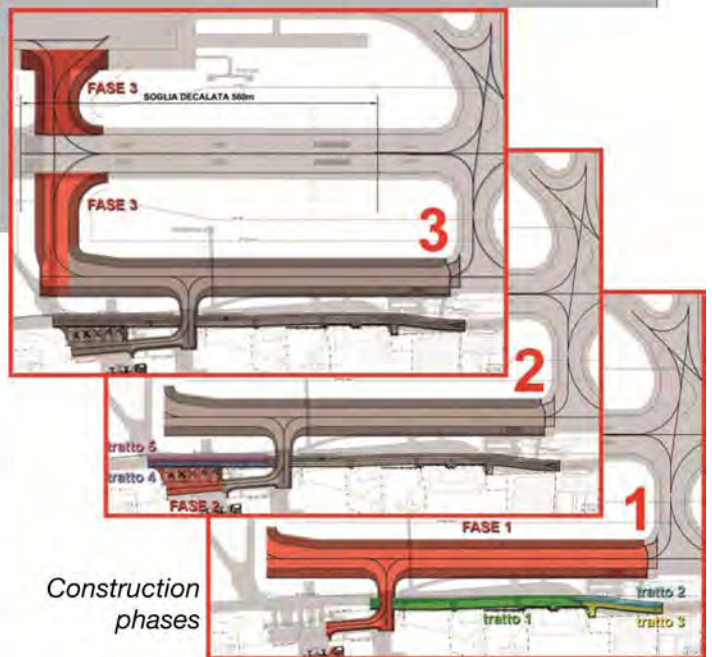 FASE 3
SOGLIA DECALATA 560m
FASE 3
3
2
tratto 5
tratto 4
FASE 2
1
FASE 1
tratto 2
tratto 1
tratto 3
Construction
phases